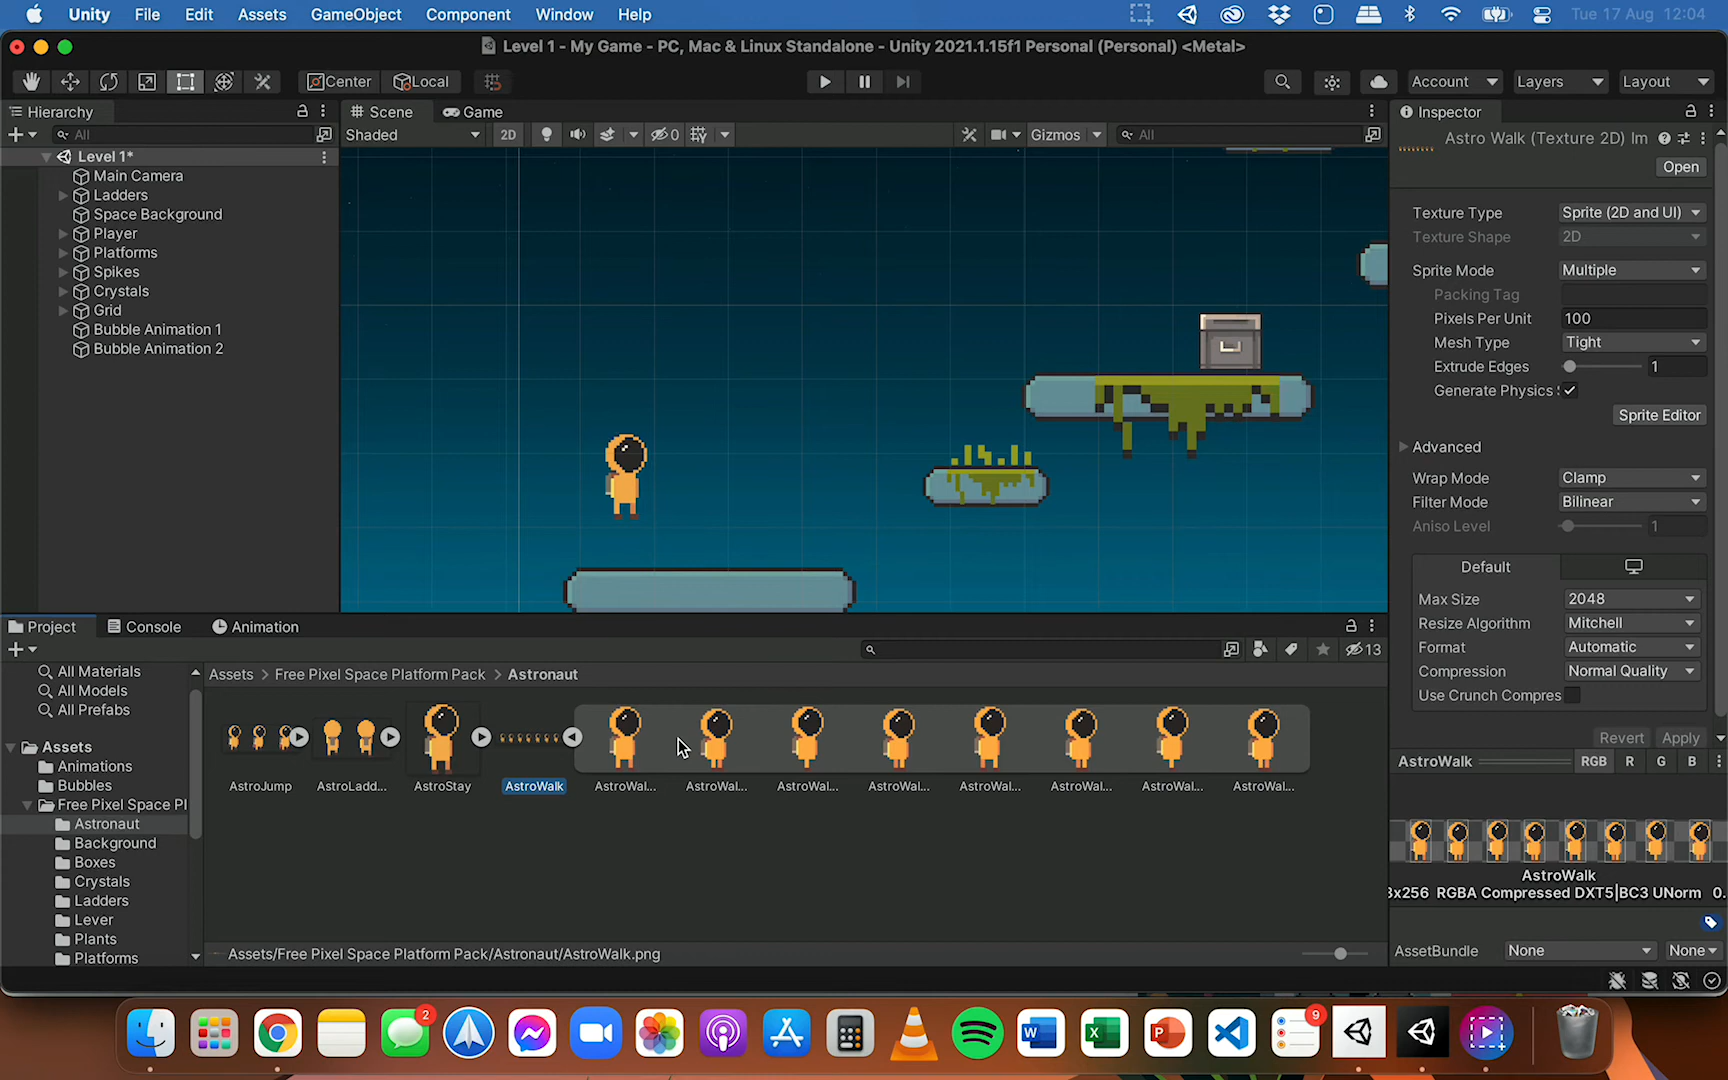 Unity File Edit Assets GameObject Component Window Help Tue 17 Aug 12:04
Level 1 - My Game - PC, Mac & Linux Standalone - Unity 2021.1.15f1 Personal (Personal) <Metal>
Center Local Account Layers Layout
Hierarchy
All
Level 1*
Main Camera
Ladders
Space Background
Player
Platforms
Spikes
Crystals
Grid
Bubble Animation 1
Bubble Animation 2
Scene Game
Shaded 2D 0 Gizmos All
Inspector
Astro Walk (Texture 2D) Im
Open
Texture Type Sprite (2D and UI)
Texture Shape 2D
Sprite Mode Multiple
Packing Tag
Pixels Per Unit 100
Mesh Type Tight
Extrude Edges 1
Generate Physics S
Sprite Editor
Advanced
Wrap Mode Clamp
Filter Mode Bilinear
Aniso Level 1
Default
Max Size 2048
Resize Algorithm Mitchell
Format Automatic
Compression Normal Quality
Use Crunch Compres
Revert Apply
AstroWalk RGB R G B
AstroWalk
3x256 RGBA Compressed DXT5|BC3 UNorm 0.
AssetBundle None None
Project Console Animation
13
All Materials
All Models
All Prefabs
Assets
Animations
Bubbles
Free Pixel Space Pl
Astronaut
Background
Boxes
Crystals
Ladders
Lever
Plants
Platforms
Assets > Free Pixel Space Platform Pack > Astronaut
AstroJump AstroLadd... AstroStay AstroWalk AstroWal... AstroWal... AstroWal... AstroWal... AstroWal... AstroWal... AstroWal... AstroWal...
Assets/Free Pixel Space Platform Pack/Astronaut/AstroWalk.png
2
9